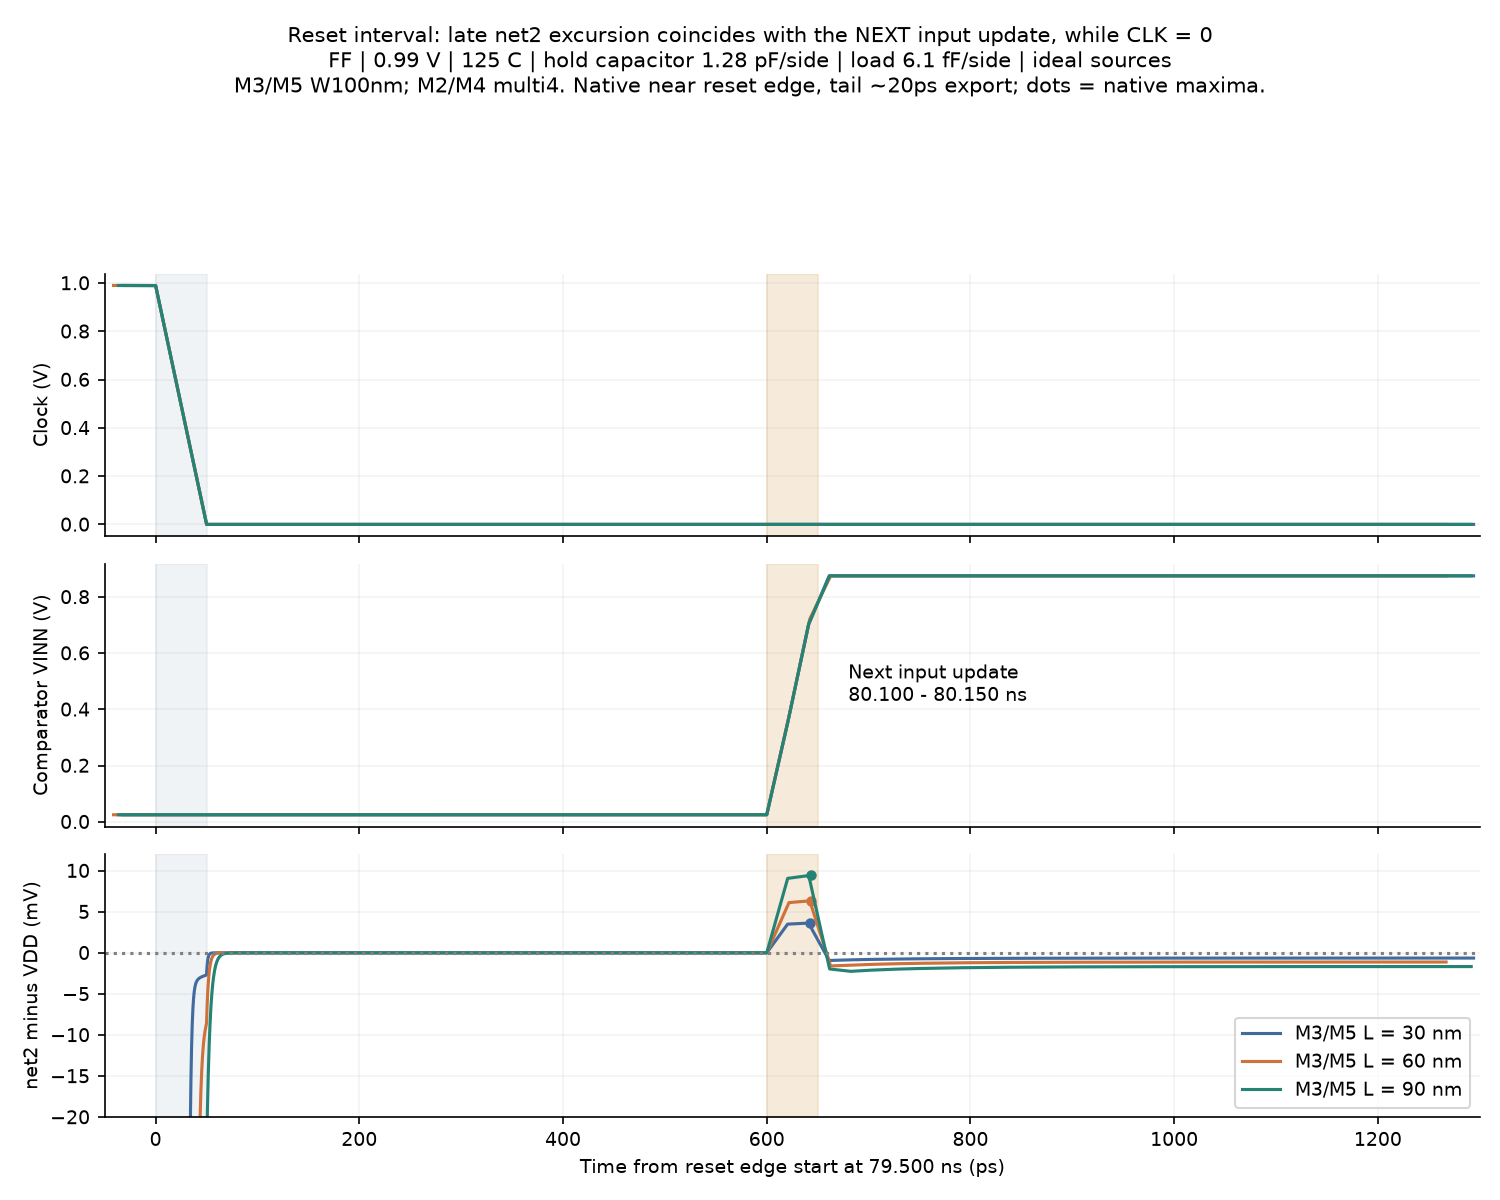 Reset interval: late net2 excursion coincides with the NEXT input update, while CLK = 0
FF | 0.99 V | 125 C | hold capacitor 1.28 pF/side | load 6.1 fF/side | ideal sources
M3/M5 W100nm; M2/M4 multi4. Native near reset edge, tail ~20ps export; dots = native maxima.
Clock (V)
1.0
0.8
0.6
0.4
0.2
0.0
Comparator VINN (V)
0.8
0.6
0.4
0.2
0.0
Next input update
80.100 - 80.150 ns
net2 minus VDD (mV)
10
5
0
−5
−10
−15
−20
M3/M5 L = 30 nm
M3/M5 L = 60 nm
M3/M5 L = 90 nm
0 200 400 600 800 1000 1200
Time from reset edge start at 79.500 ns (ps)